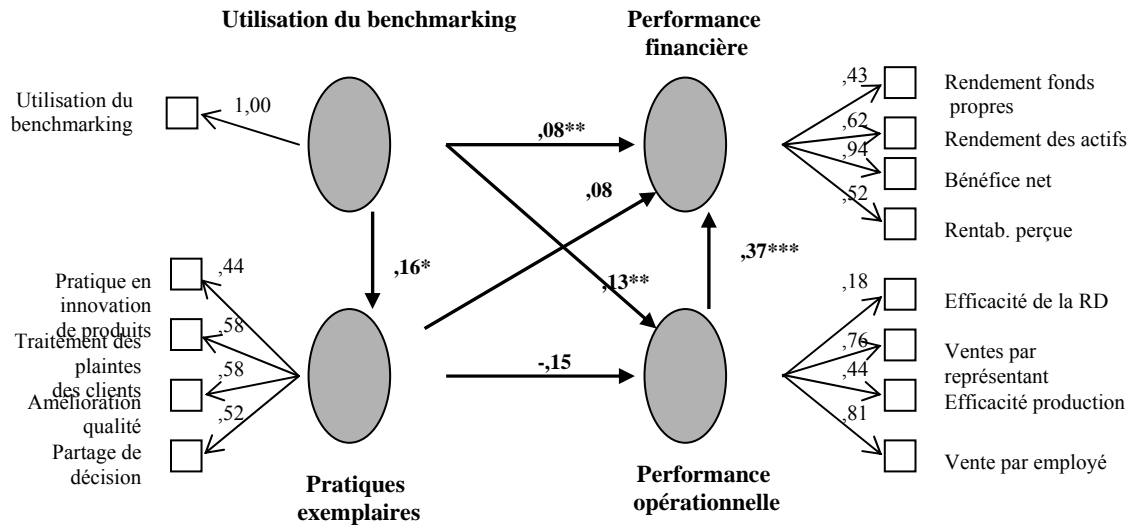 Utilisation du benchmarking
Performance
financière
Utilisation du
benchmarking
1,00
,08**
,43
Rendement fonds
propres
,62
Rendement des actifs
,94
Bénéfice net
,52
Rentab. perçue
,08
,16*
,13**
,37***
-,15
Pratique en
innovation
de produits
,44
Traitement des
plaintes
des clients
,58
Amélioration
qualité
,58
Partage de
décision
,52
,18
Efficacité de la RD
,76
Ventes par
représentant
,44
Efficacité production
,81
Vente par employé
Pratiques
exemplaires
Performance
opérationnelle